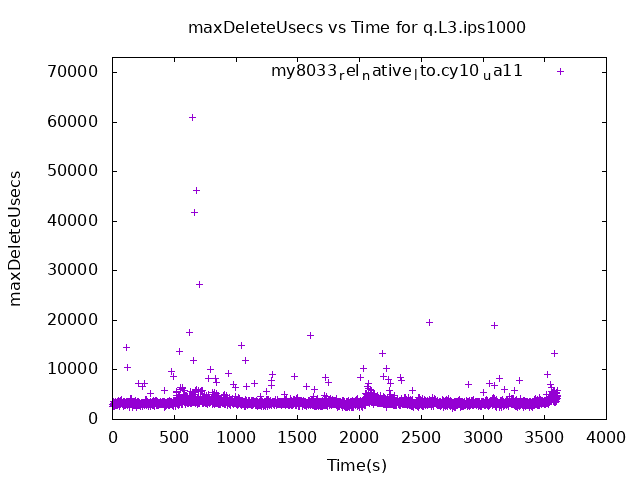 maxDeleteUsecs vs Time for q.L3.ips1000
my8033relnativelto.cy10ua11
70000
60000
50000
40000
30000
20000
10000
0
maxDeleteUsecs
0 500 1000 1500 2000 2500 3000 3500 4000
Time(s)